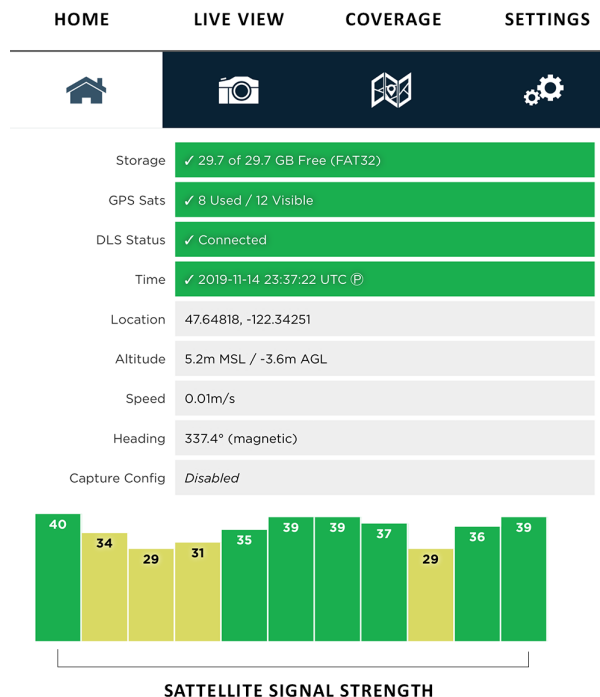 HOME LIVE VIEW COVERAGE SETTINGS
Storage ✓ 29.7 of 29.7 GB Free (FAT32)
GPS Sats ✓ 8 Used / 12 Visible
DLS Status ✓ Connected
Time ✓ 2019-11-14 23:37:22 UTC Ⓟ
Location 47.64818, -122.34251
Altitude 5.2m MSL / -3.6m AGL
Speed 0.01m/s
Heading 337.4° (magnetic)
Capture Config Disabled
40 34 29 31 35 39 39 37 29 36 39
SATTELLITE SIGNAL STRENGTH